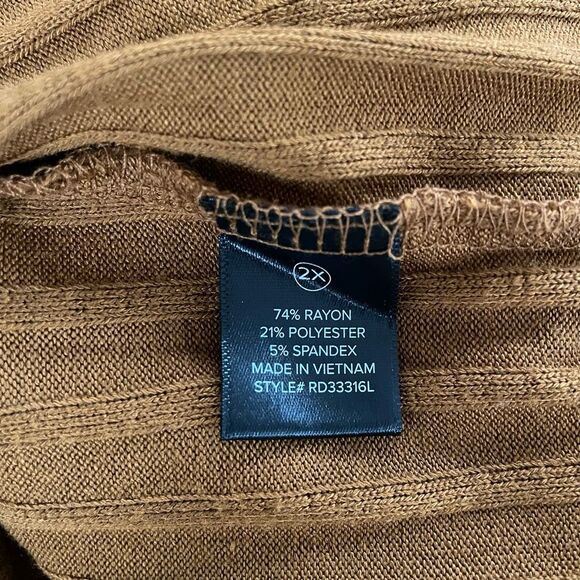 2X
74% RAYON
21% POLYESTER
5% SPANDEX
MADE IN VIETNAM
STYLE# RD33316L